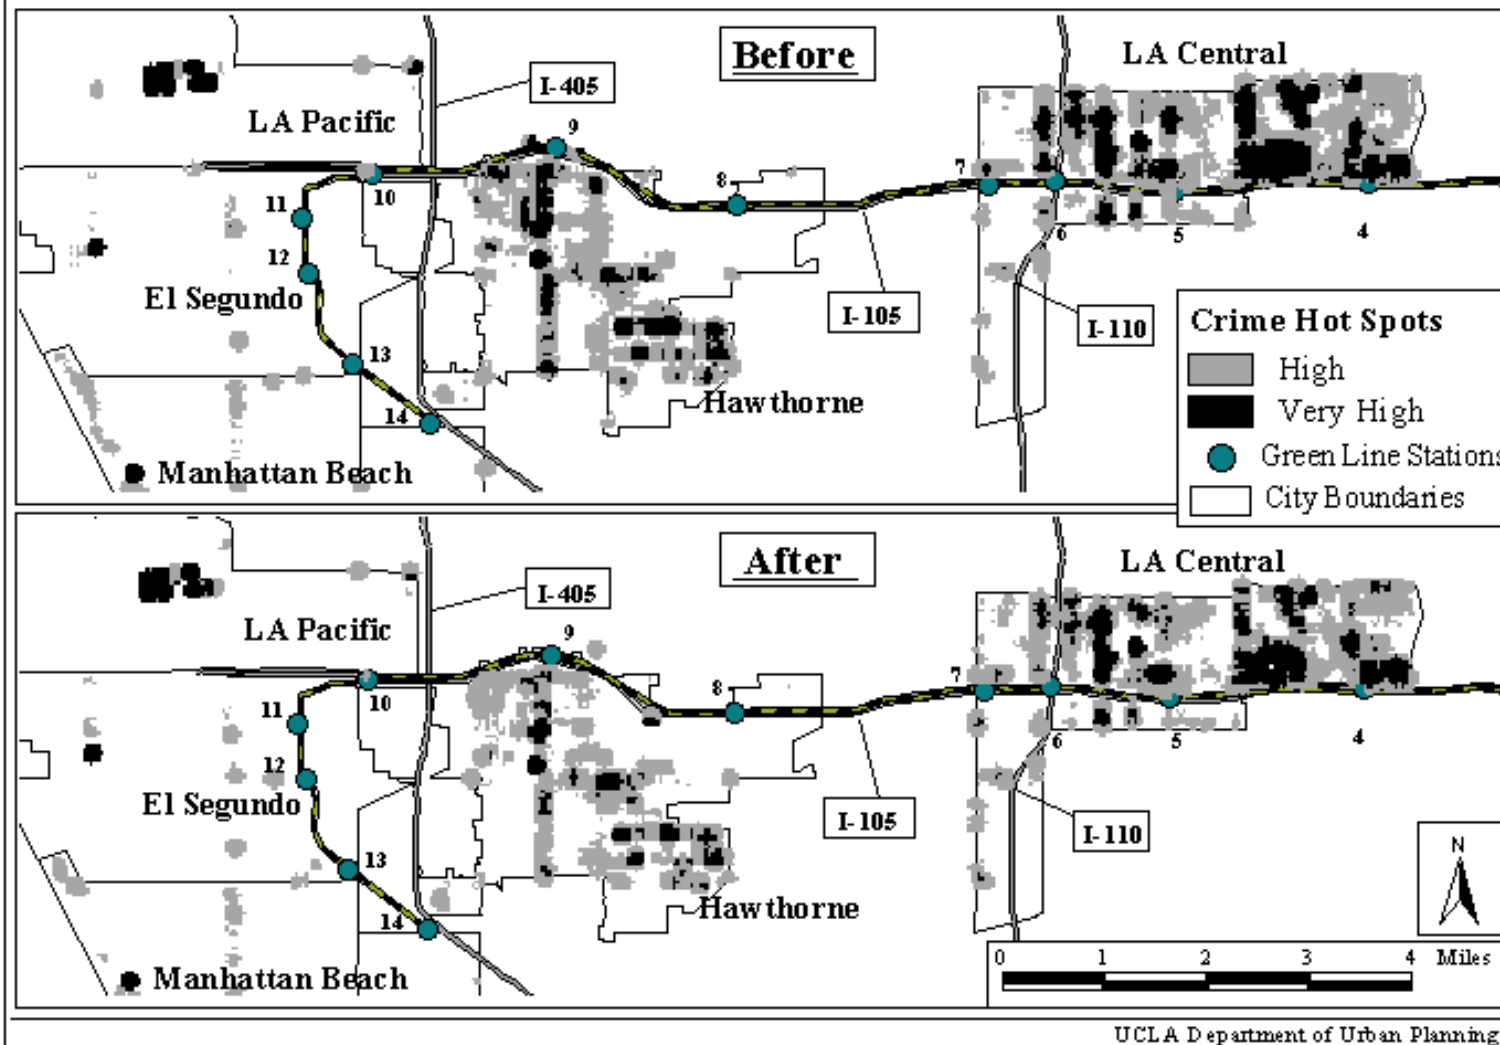 Before
LA Central
I-405
LA Pacific
9
8
7
10
11
12
6
5
4
El Segundo
I-105
I-110
13
14
Hawthorne
Manhattan Beach
Crime Hot Spots
High
Very High
Green Line Stations
City Boundaries
After
LA Central
I-405
LA Pacific
9
8
7
10
11
12
6
5
4
El Segundo
I-105
I-110
13
14
Hawthorne
Manhattan Beach
N
0 1 2 3 4 Miles
UCLA Department of Urban Planning